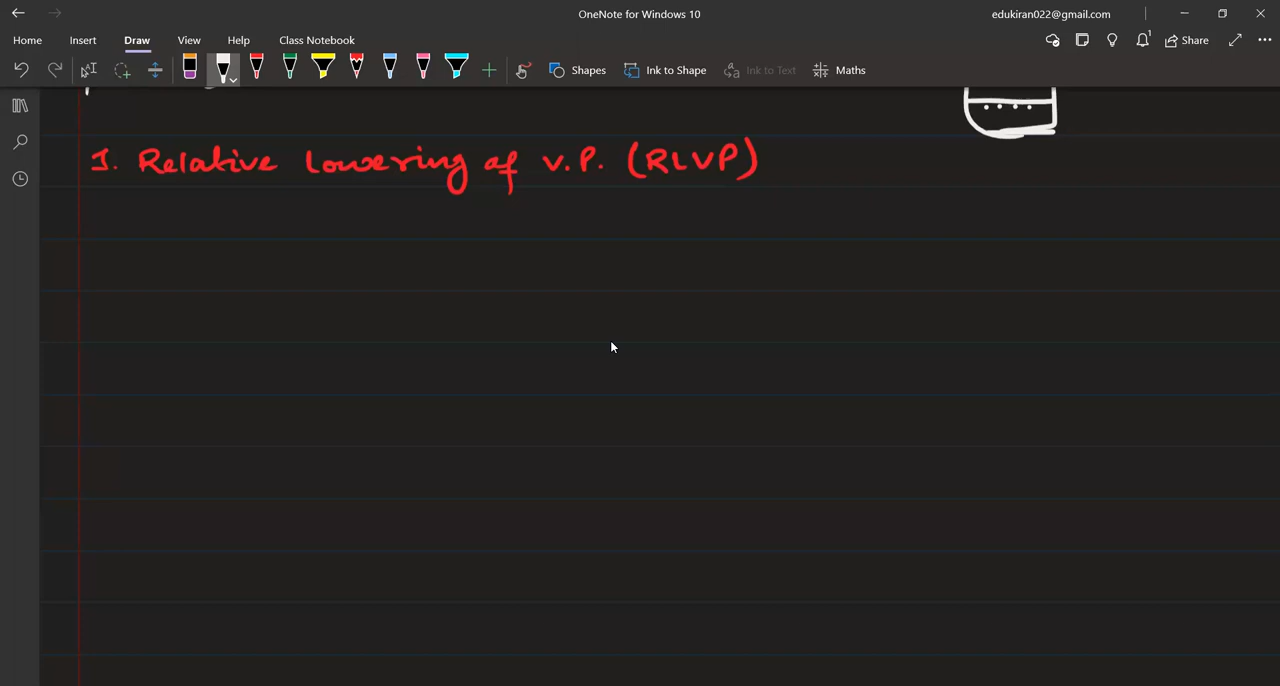 OneNote for Windows 10
edukiran022@gmail.com
Home Insert Draw View Help Class Notebook
1 Share
Shapes Ink to Shape Ink to Text Maths
I. Relative lowering of V.P. (RLVP)